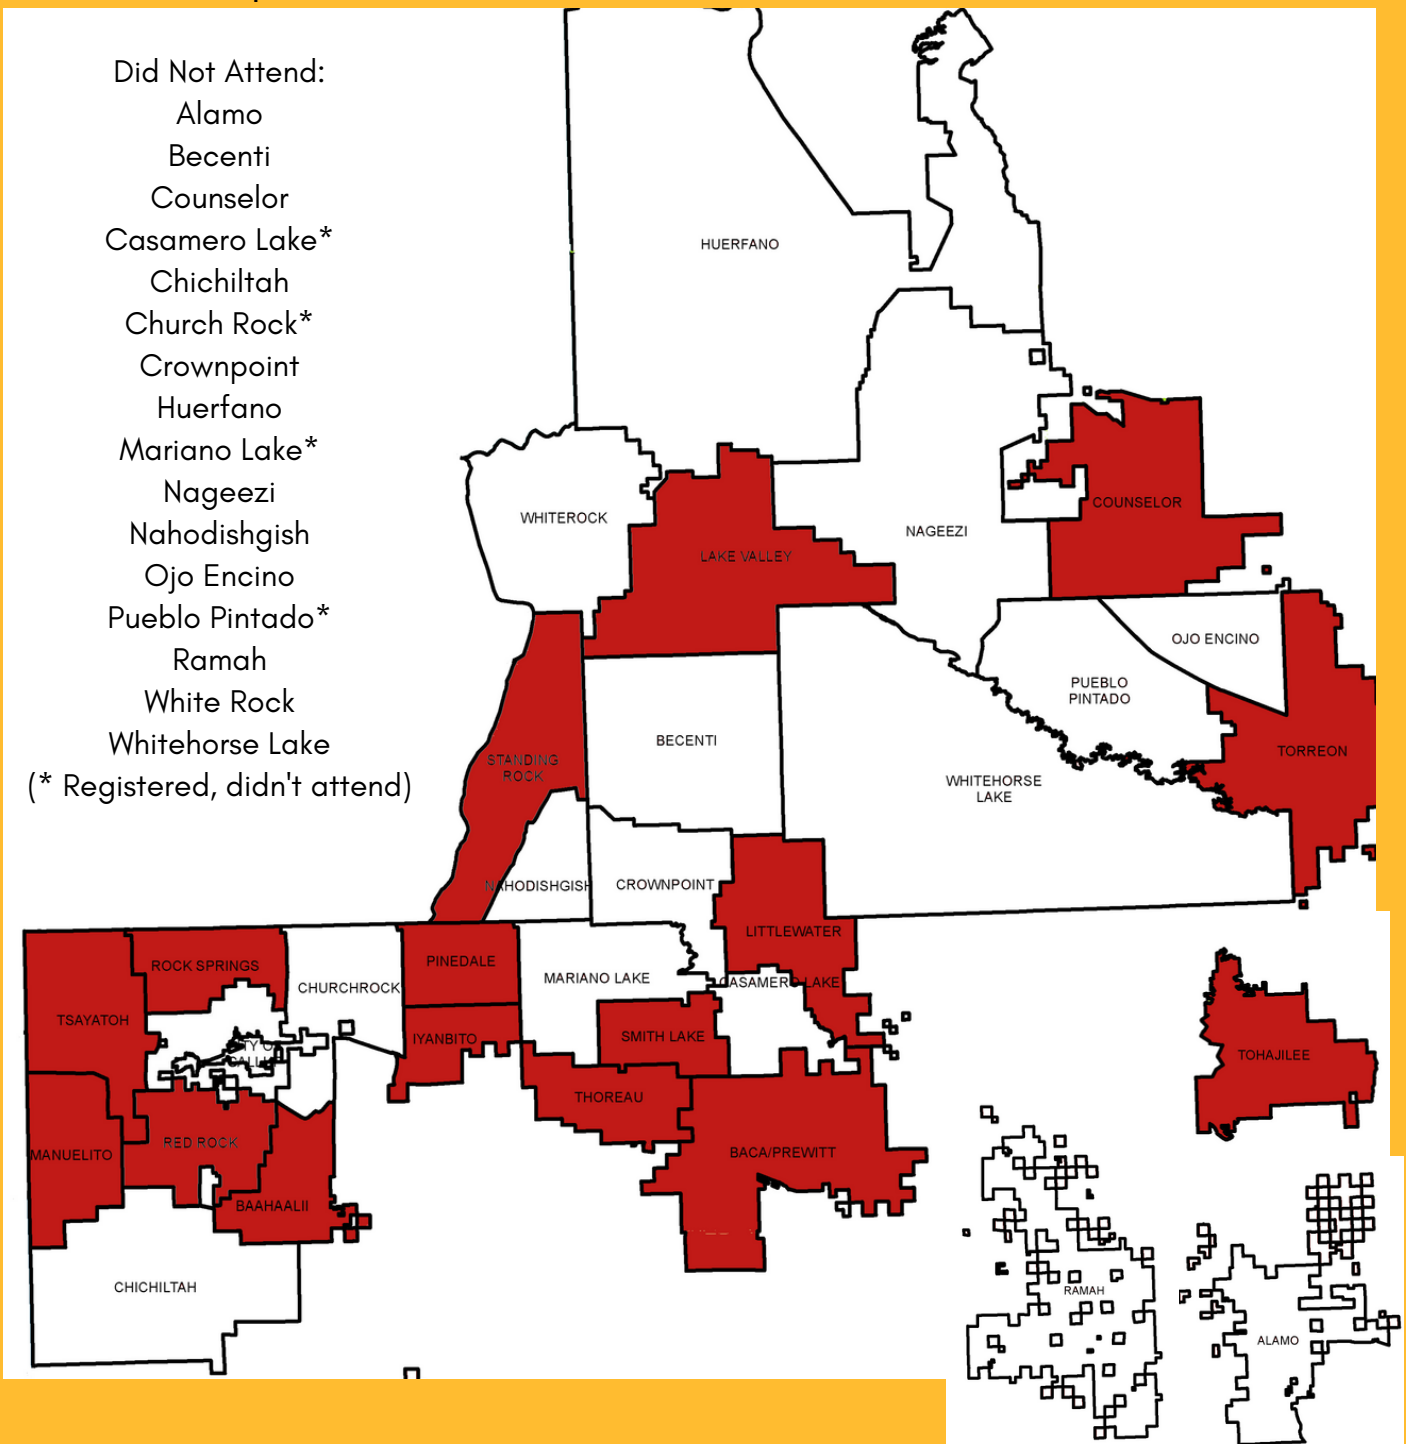 Did Not Attend:
Alamo
Becenti
Counselor
Casamero Lake*
Chichiltah
Church Rock*
Crownpoint
Huerfano
Mariano Lake*
Nageezi
Nahodishgish
Ojo Encino
Pueblo Pintado*
Ramah
White Rock
Whitehorse Lake
(* Registered, didn't attend)
HUERFANO
WHITEROCK
LAKE VALLEY
NAGEEZI
COUNSELOR
OJO ENCINO
PUEBLO
PINTADO
BECENTI
STANDING
ROCK
WHITEHORSE
LAKE
TORREON
NAHODISHGISH
CROWNPOINT
LITTLEWATER
ROCK SPRINGS
CHURCHROCK
PINEDALE
MARIANO LAKE
CASAMERO LAKE
TSAYATOH
IYANBITO
SMITH LAKE
TOHAJILEE
THOREAU
MANUELITO
RED ROCK
BACA/PREWITT
BAAHAALII
CHICHILTAH
RAMAH
ALAMO